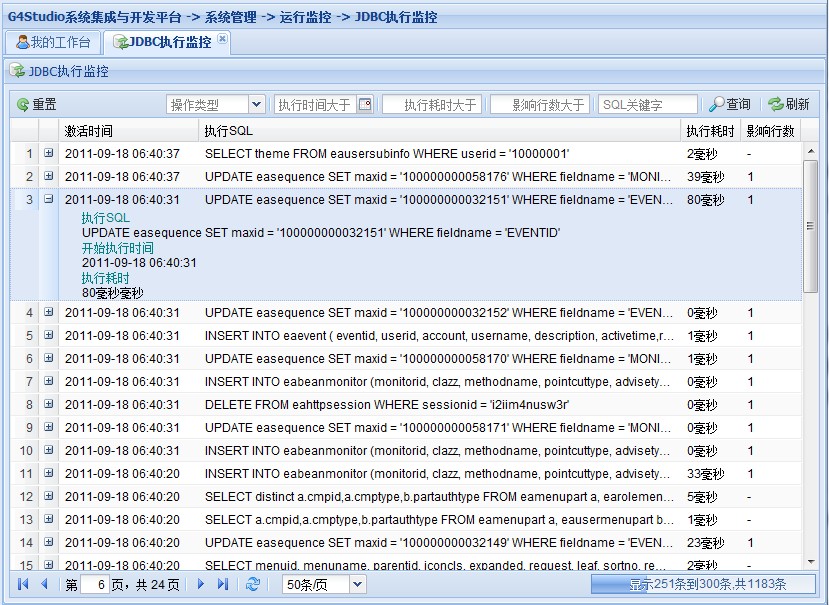 G4Studio系统集成与开发平台 -> 系统管理 -> 运行监控 -> JDBC执行监控
我的工作台 JDBC执行监控
JDBC执行监控
重置 操作类型 执行时间大于 执行耗时大于 影响行数大于 SQL关键字 查询 刷新
激活时间 执行SQL 执行耗时 影响行数
1 2011-09-18 06:40:37 SELECT theme FROM eausersubinfo WHERE userid = '10000001' 2毫秒 -
2 2011-09-18 06:40:37 UPDATE easequence SET maxid = '100000000058176' WHERE fieldname = 'MONI... 39毫秒 1
3 2011-09-18 06:40:31 UPDATE easequence SET maxid = '100000000032151' WHERE fieldname = 'EVEN... 80毫秒 1
执行SQL
UPDATE easequence SET maxid = '100000000032151' WHERE fieldname = 'EVENTID'
开始执行时间
2011-09-18 06:40:31
执行耗时
80毫秒毫秒
4 2011-09-18 06:40:31 UPDATE easequence SET maxid = '100000000032152' WHERE fieldname = 'EVEN... 0毫秒 1
5 2011-09-18 06:40:31 INSERT INTO eaevent ( eventid, userid, account, username, description, activetime,r... 1毫秒 1
6 2011-09-18 06:40:31 UPDATE easequence SET maxid = '100000000058170' WHERE fieldname = 'MONI... 1毫秒 1
7 2011-09-18 06:40:31 INSERT INTO eabeanmonitor (monitorid, clazz, methodname, pointcuttype, advisety... 0毫秒 1
8 2011-09-18 06:40:31 DELETE FROM eahttpsession WHERE sessionid = 'i2iim4nusw3r' 0毫秒 1
9 2011-09-18 06:40:31 UPDATE easequence SET maxid = '100000000058171' WHERE fieldname = 'MONI... 0毫秒 1
10 2011-09-18 06:40:31 INSERT INTO eabeanmonitor (monitorid, clazz, methodname, pointcuttype, advisety... 0毫秒 1
11 2011-09-18 06:40:20 INSERT INTO eabeanmonitor (monitorid, clazz, methodname, pointcuttype, advisety... 33毫秒 1
12 2011-09-18 06:40:20 SELECT distinct a.cmpid,a.cmptype,b.partauthtype FROM eamenupart a, earolemen... 5毫秒 -
13 2011-09-18 06:40:20 SELECT a.cmpid,a.cmptype,b.partauthtype FROM eamenupart a, eausermenupart b... 1毫秒 -
14 2011-09-18 06:40:20 UPDATE easequence SET maxid = '100000000032149' WHERE fieldname = 'EVEN... 23毫秒 1
15 2011-09-18 06:40:20 SELECT menuid, menuname, parentid, iconcls, expanded, request, leaf, sortno, re... 2毫秒 -
第 6 页，共 24 页 50条/页 显示251条到300条,共1183条